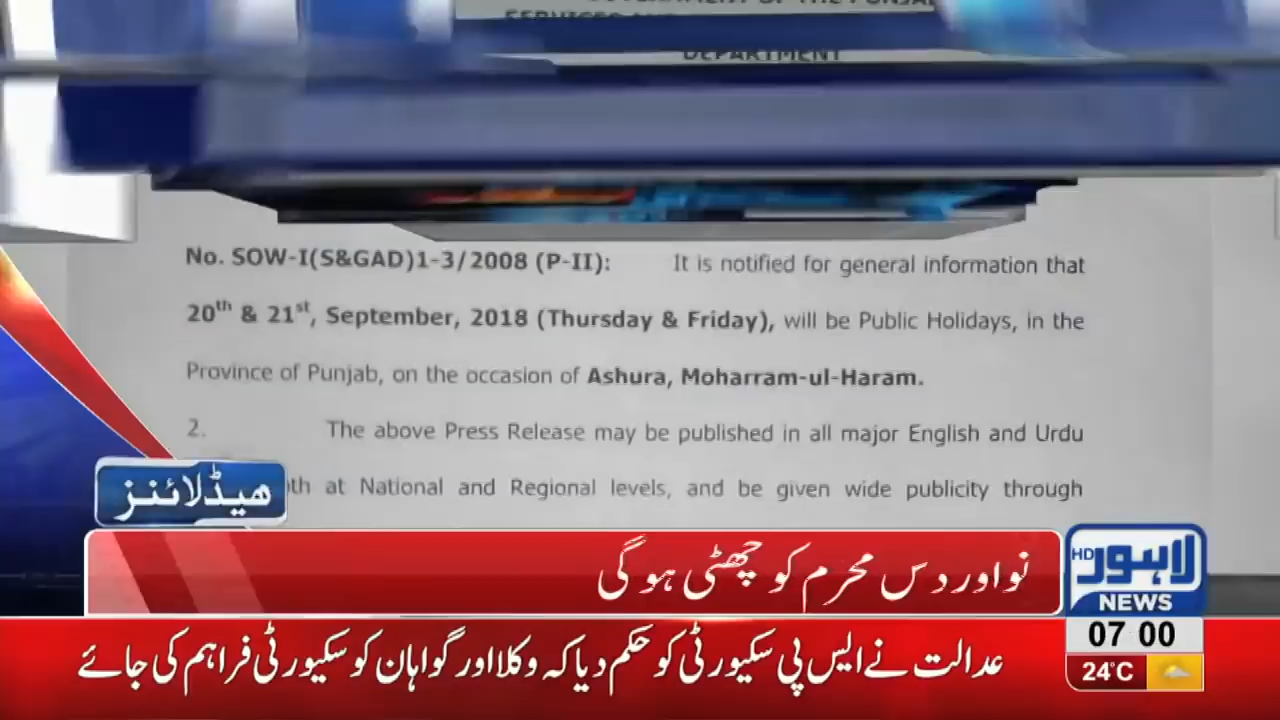 DEPARTMENT
No. SOW-I(S&GAD)1-3/2008 (P-II): It is notified for general information that
20th & 21st, September, 2018 (Thursday & Friday), will be Public Holidays, in the
Province of Punjab, on the occasion of Ashura, Moharram-ul-Haram.
2. The above Press Release may be published in all major English and Urdu
at National and Regional levels, and be given wide publicity through
ہیڈلائنز
نو اور دس محرم کو چھٹی ہو گی
HD لاہور
NEWS
07 00
24°C
عدالت نے ایس پی سکیورٹی کو حکم دیا کہ وکلا اور گواہان کو سکیورٹی فراہم کی جائے